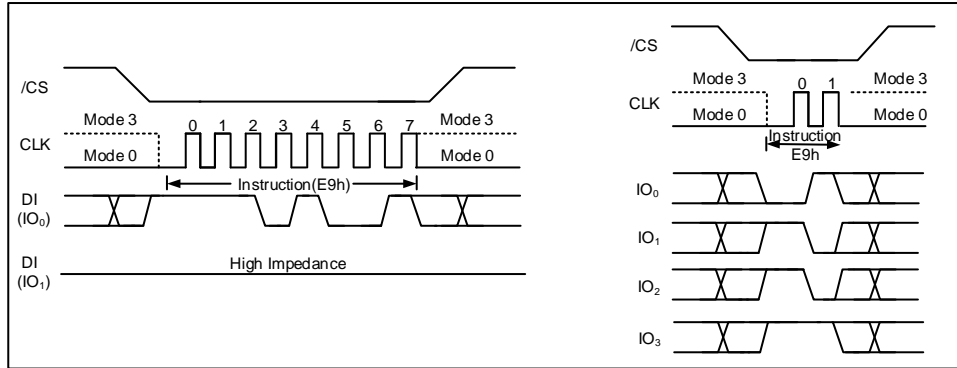 /CS
Mode 3
CLK
Mode 0
0 1 2 3 4 5 6 7
Mode 3
Mode 0
Instruction(E9h)
DI
(IO₀)
DI
(IO₁)
High Impedance
/CS
Mode 3
CLK
Mode 0
0 1
Mode 3
Mode 0
Instruction
E9h
IO₀
IO₁
IO₂
IO₃